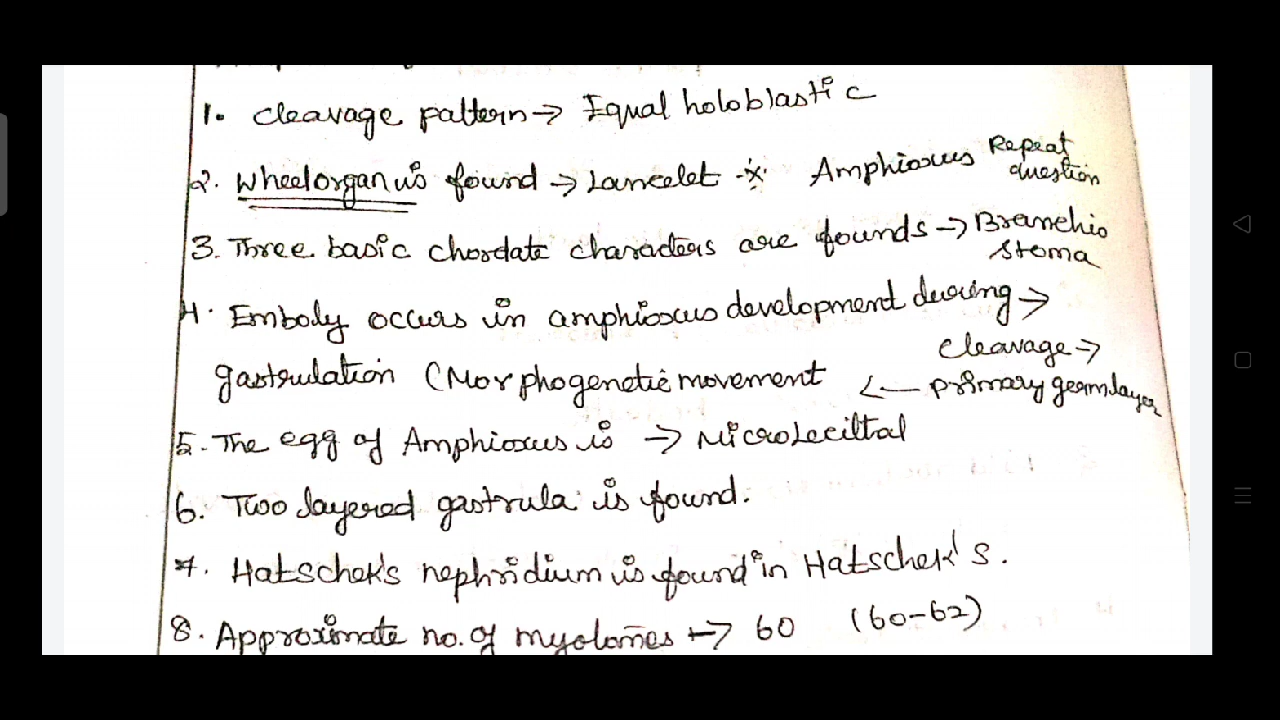 1. Cleavage pattern → Equal holoblastic
2. Wheelorgan is found → Lancelet Amphioxus Repeat question
3. Three basic chordate characters are founds → Branchio stoma
4. Emboly occurs in amphioxus development during →
gastrulation (Morphogenetic movement ← Cleavage → primary germ layer
5. The egg of Amphioxus is → Microlecittal
6. Two layered gastrula is found.
7. Hatschek's nephridium is found in Hatschek's.
8. Approximate no. of myotomes → 60 (60-62)